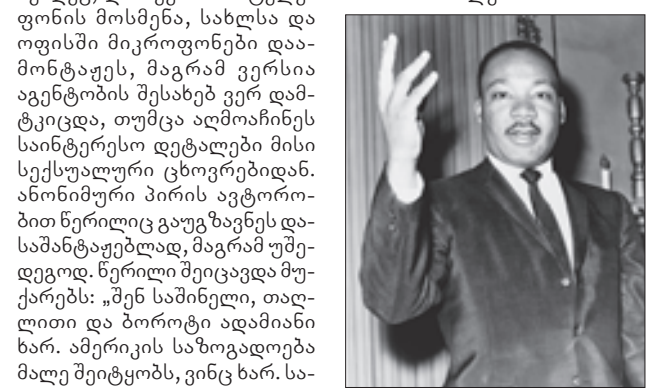 ფონის მოსმენა, სახლსა და
ოფისში მიკროფონები დაა-
მონტაჟეს, მაგრამ ვერსია
აგენტობის შესახებ ვერ დამ-
ტკიცდა, თუმცა აღმოაჩინეს
საინტერესო დეტალები მისი
სექსუალური ცხოვრებიდან.
ანონიმური პირის ავტორო-
ბით წერილიც გაუგზავნეს და-
საშანტაჟებლად, მაგრამ უშე-
დეგოდ. წერილი შეიცავდა მუ-
ქარებს: „შენ საშინელი, თაღ-
ლითი და ბოროტი ადამიანი
ხარ. ამერიკის საზოგადოება
მალე შეიტყობს, ვინც ხარ. სა-